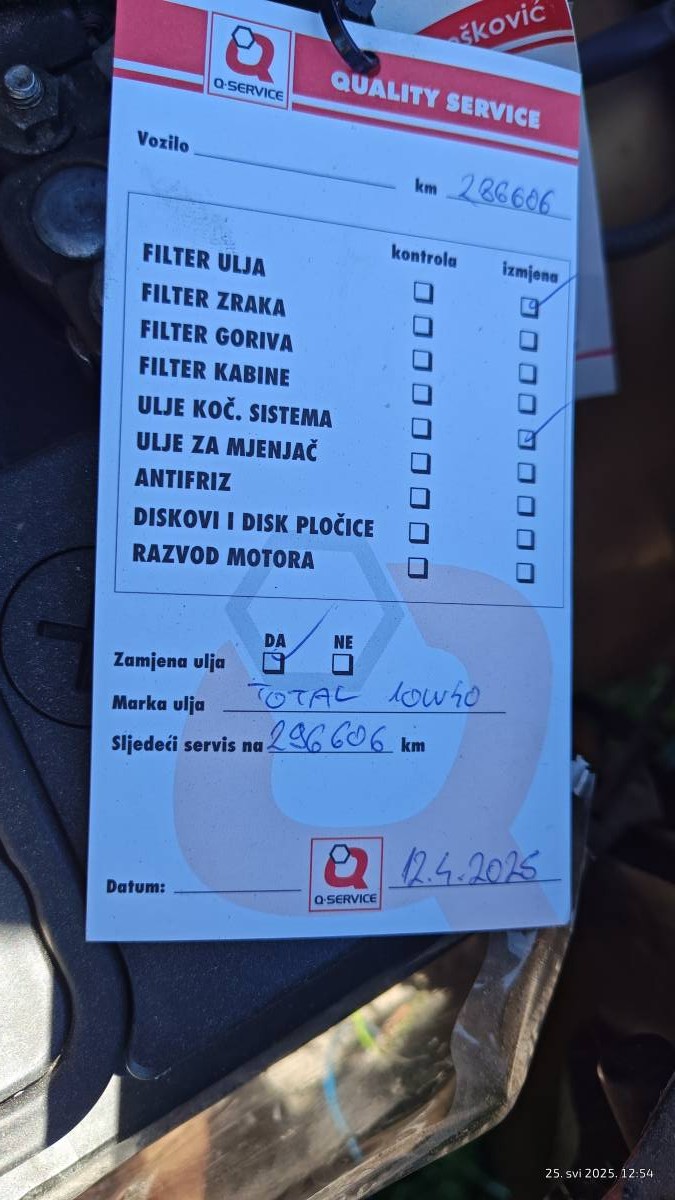 ešković
Q-SERVICE
QUALITY SERVICE
Vozilo
km 286606
kontrola izmjena
FILTER ULJA
FILTER ZRAKA
FILTER GORIVA
FILTER KABINE
ULJE KOČ. SISTEMA
ULJE ZA MJENJAČ
ANTIFRIZ
DISKOVI I DISK PLOČICE
RAZVOD MOTORA
DA NE
Zamjena ulja
Marka ulja TOTAL 10W40
Sljedeći servis na 296606 km
Datum: 12.4.2025
Q-SERVICE
25. svi 2025. 12:54